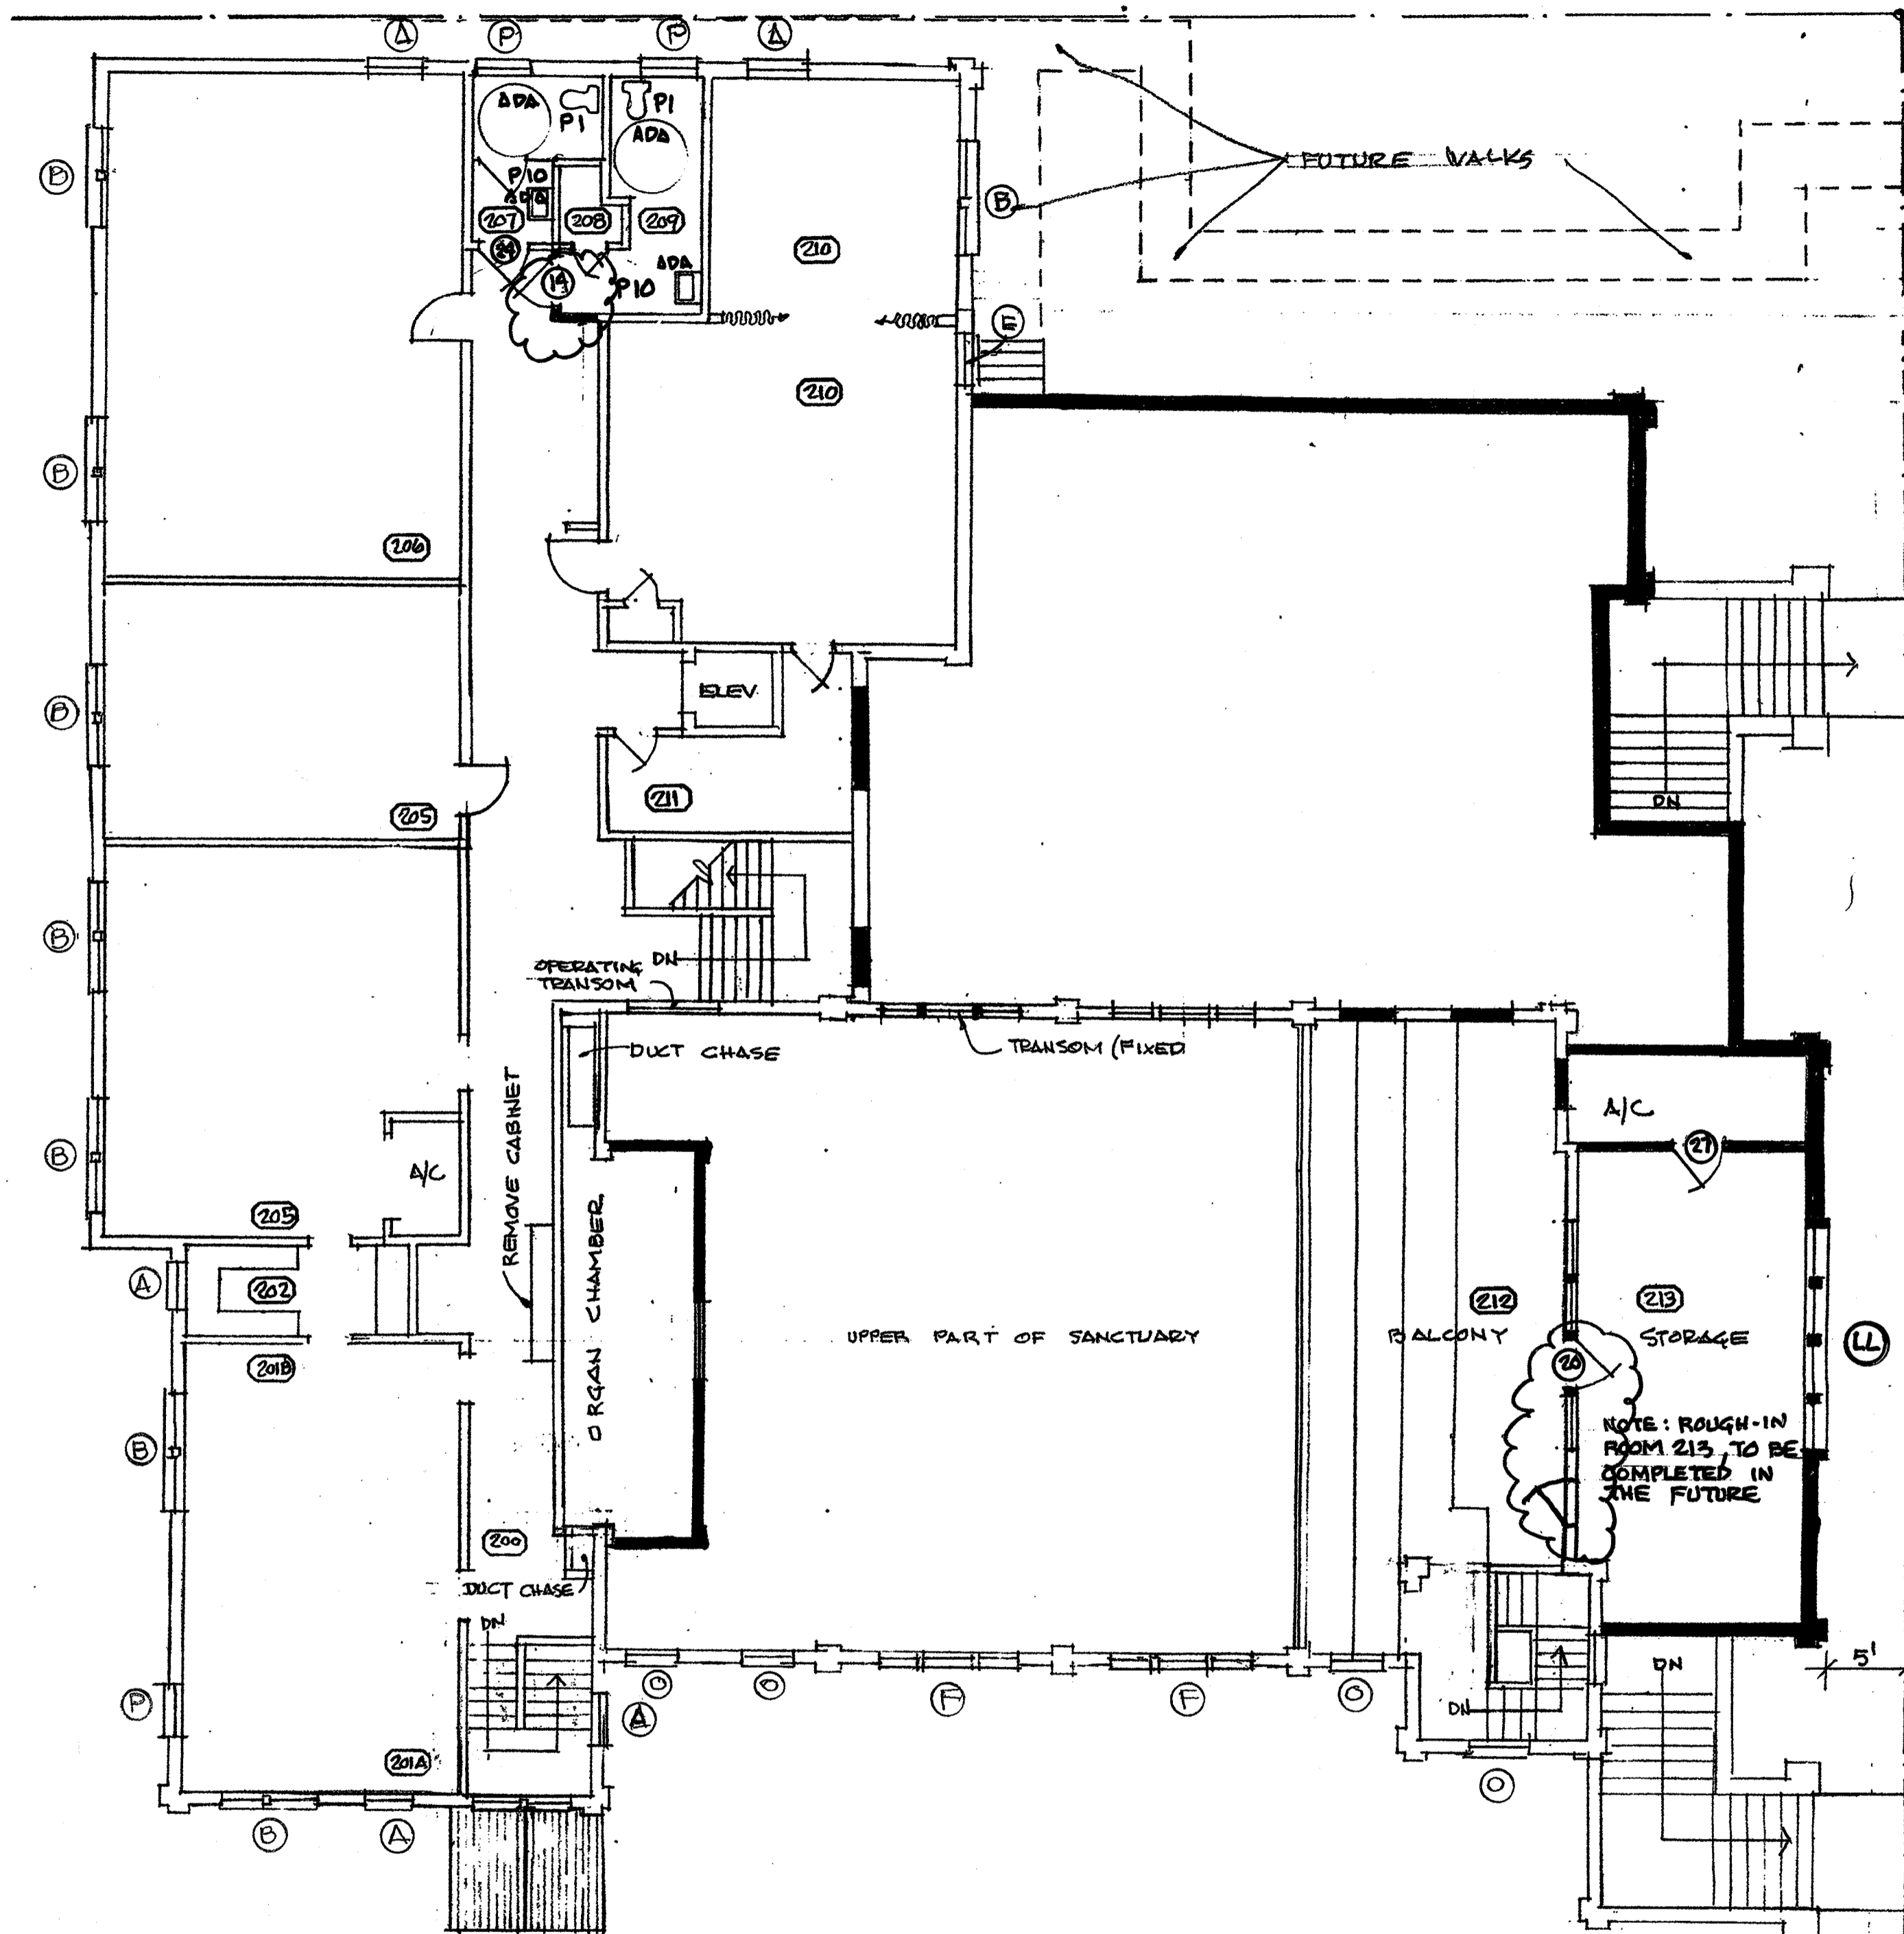 A P P A
ADA P1 P1
ADA
B
P10
ADA
207 208 209
B
FUTURE WALKS
24
14
ADA
P10
210
E
210
B
206
ELEV.
B
DN
211
205
B
OPERATING DN
TRANSOM
DUCT CHASE
TRANSOM (FIXED
REMOVE CABINET
A/C
27
B
A/C
ORGAN CHAMBER
205
A
202
212
213
UPPER PART OF SANCTUARY
BALCONY
STORAGE
LL
201B
20
B
NOTE: ROUGH-IN
ROOM 213, TO BE
COMPLETED IN
THE FUTURE
200
DUCT CHASE
DN
DN
5'
P
O O F F O
A
DN
201A
O
B A